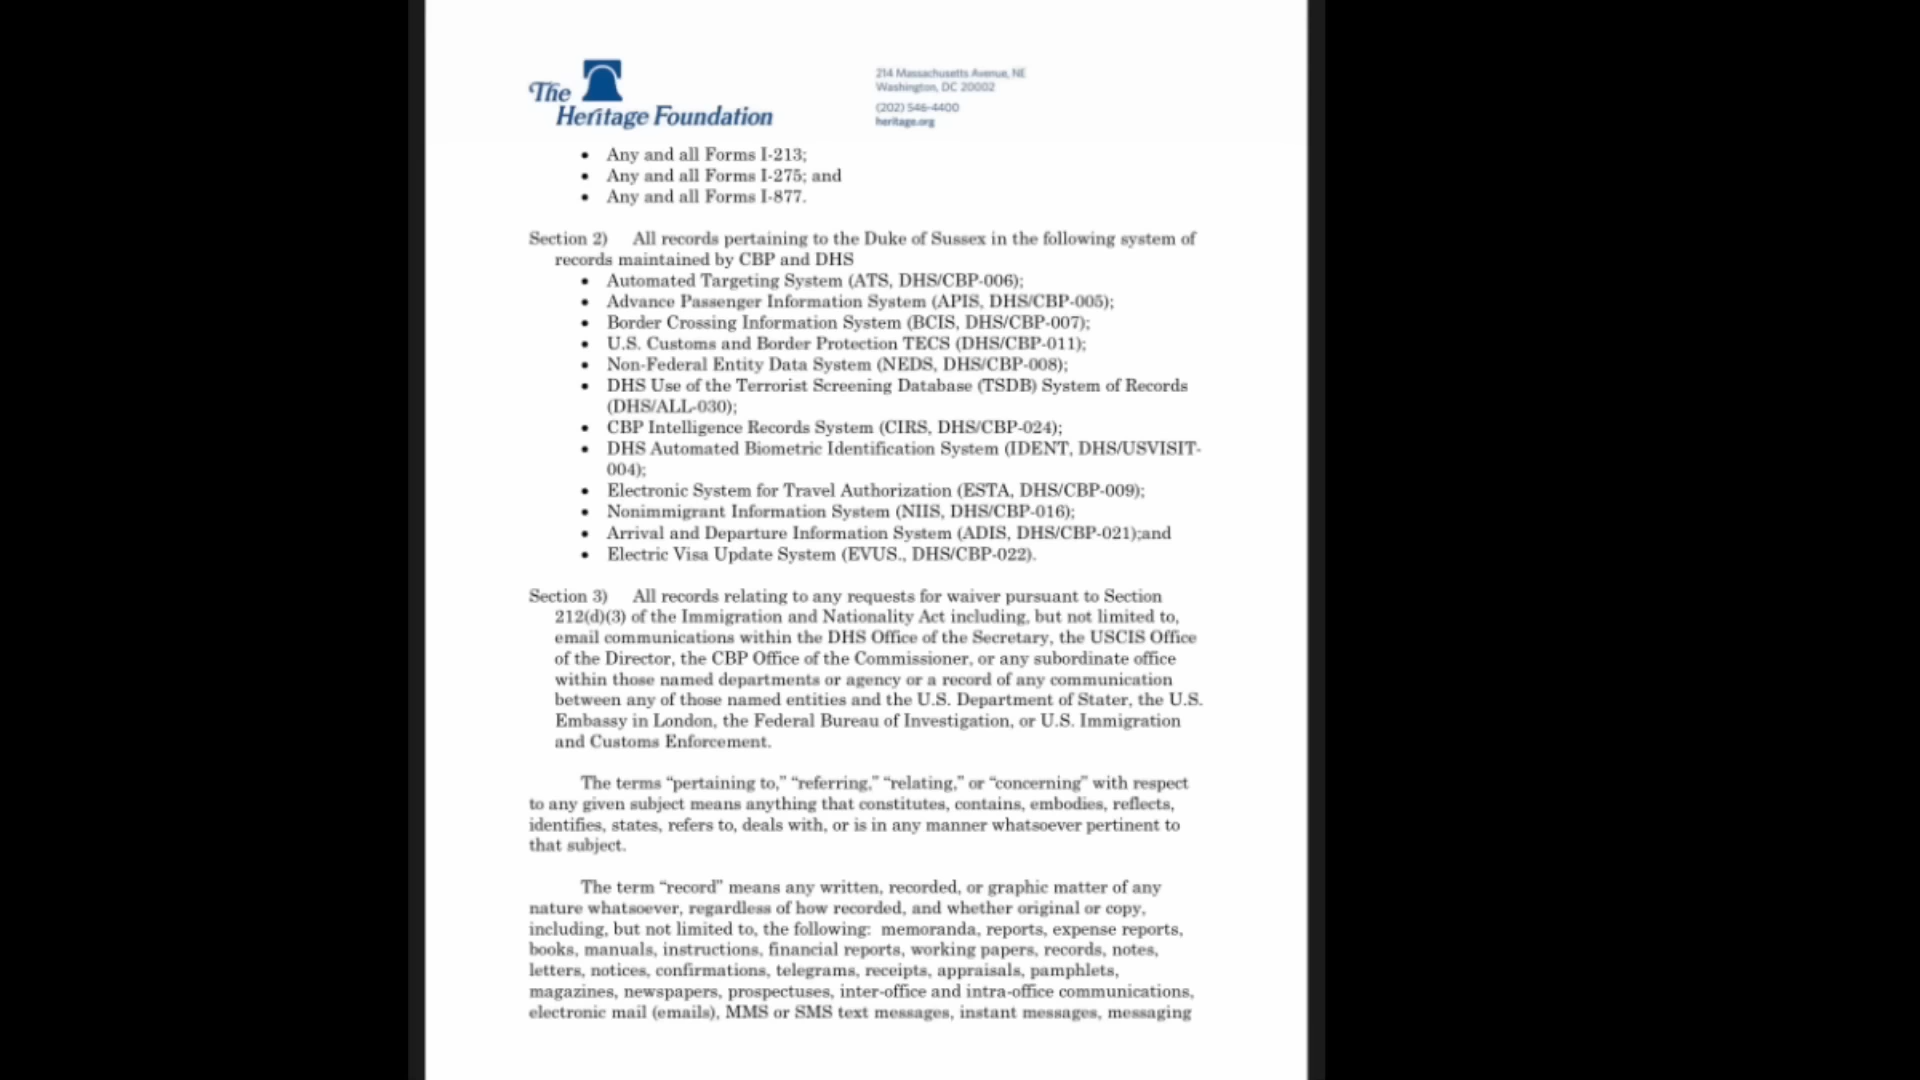 The
Heritage Foundation
214 Massachusetts Avenue, NE
Washington, DC 20002
(202) 546-4400
heritage.org
• Any and all Forms I-213;
• Any and all Forms I-275; and
• Any and all Forms I-877.
Section 2) All records pertaining to the Duke of Sussex in the following system of
records maintained by CBP and DHS
• Automated Targeting System (ATS, DHS/CBP-006);
• Advance Passenger Information System (APIS, DHS/CBP-005);
• Border Crossing Information System (BCIS, DHS/CBP-007);
• U.S. Customs and Border Protection TECS (DHS/CBP-011);
• Non-Federal Entity Data System (NEDS, DHS/CBP-008);
• DHS Use of the Terrorist Screening Database (TSDB) System of Records
(DHS/ALL-030);
• CBP Intelligence Records System (CIRS, DHS/CBP-024);
• DHS Automated Biometric Identification System (IDENT, DHS/USVISIT-
004);
• Electronic System for Travel Authorization (ESTA, DHS/CBP-009);
• Nonimmigrant Information System (NIIS, DHS/CBP-016);
• Arrival and Departure Information System (ADIS, DHS/CBP-021);and
• Electric Visa Update System (EVUS., DHS/CBP-022).
Section 3) All records relating to any requests for waiver pursuant to Section
212(d)(3) of the Immigration and Nationality Act including, but not limited to,
email communications within the DHS Office of the Secretary, the USCIS Office
of the Director, the CBP Office of the Commissioner, or any subordinate office
within those named departments or agency or a record of any communication
between any of those named entities and the U.S. Department of Stater, the U.S.
Embassy in London, the Federal Bureau of Investigation, or U.S. Immigration
and Customs Enforcement.
The terms “pertaining to,” “referring,” “relating,” or “concerning” with respect
to any given subject means anything that constitutes, contains, embodies, reflects,
identifies, states, refers to, deals with, or is in any manner whatsoever pertinent to
that subject.
The term “record” means any written, recorded, or graphic matter of any
nature whatsoever, regardless of how recorded, and whether original or copy,
including, but not limited to, the following: memoranda, reports, expense reports,
books, manuals, instructions, financial reports, working papers, records, notes,
letters, notices, confirmations, telegrams, receipts, appraisals, pamphlets,
magazines, newspapers, prospectuses, inter-office and intra-office communications,
electronic mail (emails), MMS or SMS text messages, instant messages, messaging